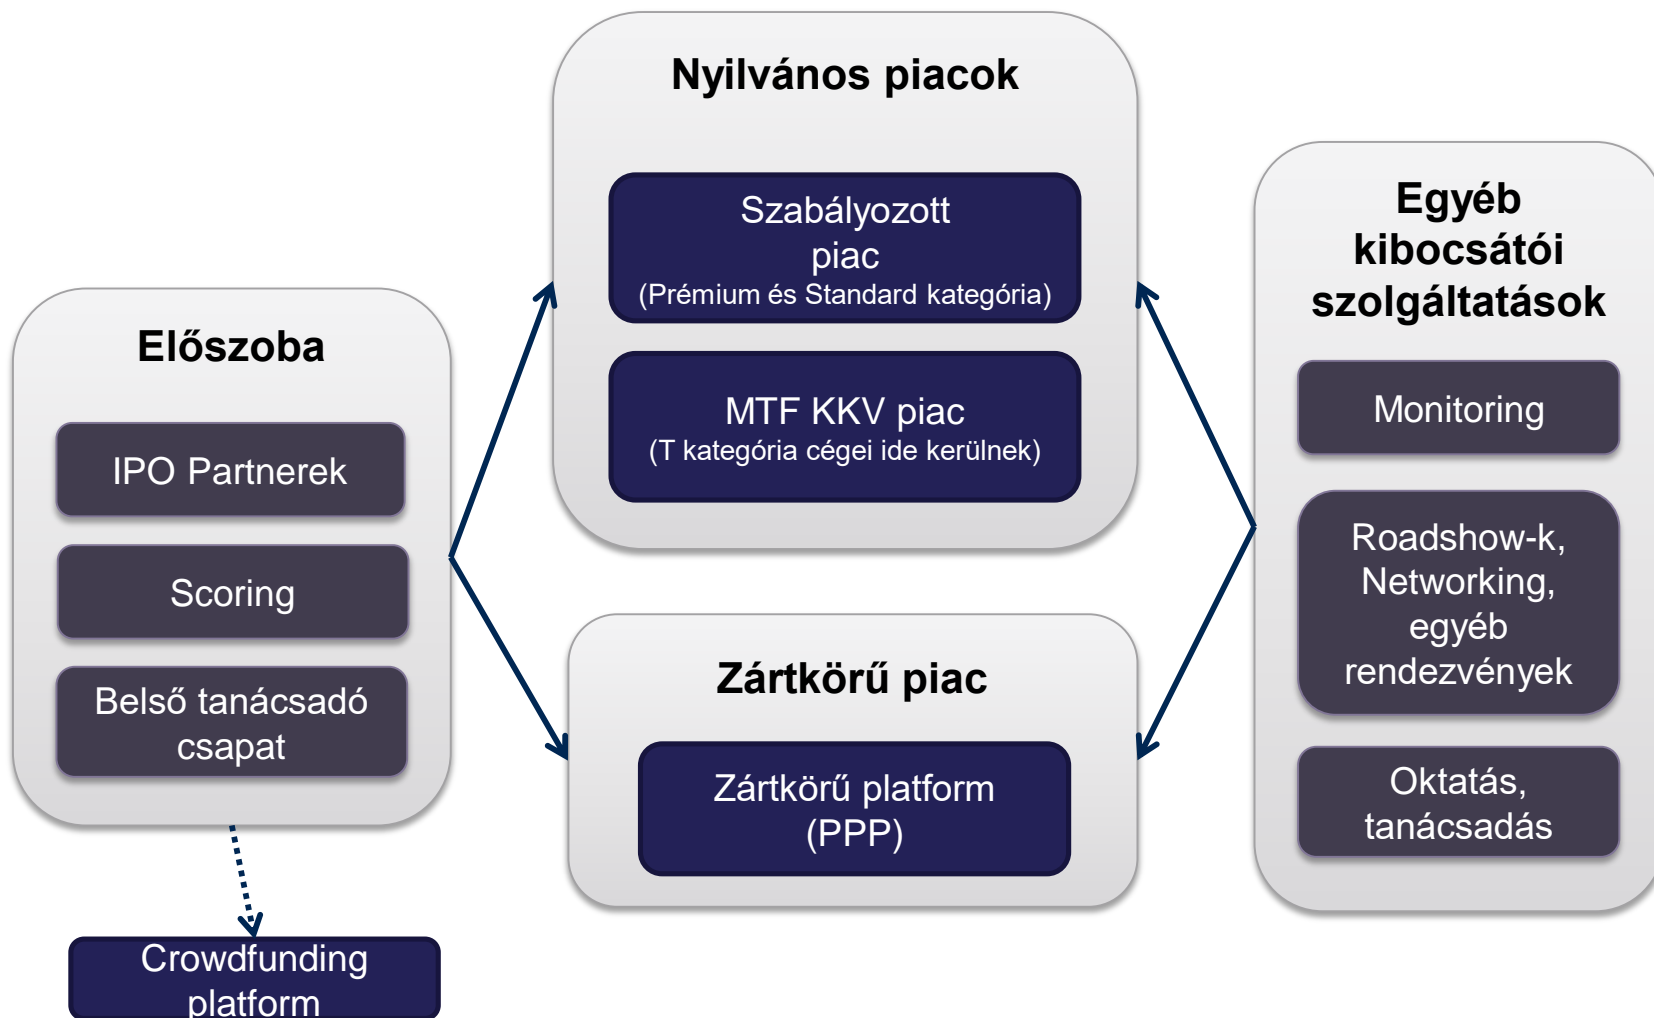 Nyilvános piacok
Szabályozott
piac
(Prémium és Standard kategória)
MTF KKV piac
(T kategória cégei ide kerülnek)
Előszoba
IPO Partnerek
Scoring
Belső tanácsadó
csapat
Crowdfunding
platform
Zártkörű piac
Zártkörű platform
(PPP)
Egyéb
kibocsátói
szolgáltatások
Monitoring
Roadshow-k,
Networking,
egyéb
rendezvények
Oktatás,
tanácsadás